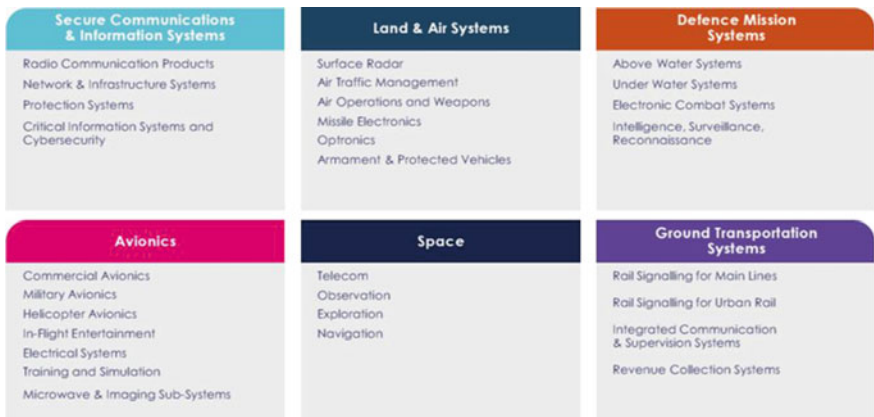 Secure Communications
& Information Systems
Radio Communication Products
Network & Infrastructure Systems
Protection Systems
Critical Information Systems and
Cybersecurity
Land & Air Systems
Surface Radar
Air Traffic Management
Air Operations and Weapons
Missile Electronics
Optronics
Armament & Protected Vehicles
Defence Mission
Systems
Above Water Systems
Under Water Systems
Electronic Combat Systems
Intelligence, Surveillance,
Reconnaissance
Avionics
Commercial Avionics
Military Avionics
Helicopter Avionics
In-Flight Entertainment
Electrical Systems
Training and Simulation
Microwave & Imaging Sub-Systems
Space
Telecom
Observation
Exploration
Navigation
Ground Transportation
Systems
Rail Signalling for Main Lines
Rail Signalling for Urban Rail
Integrated Communication
& Supervision Systems
Revenue Collection Systems